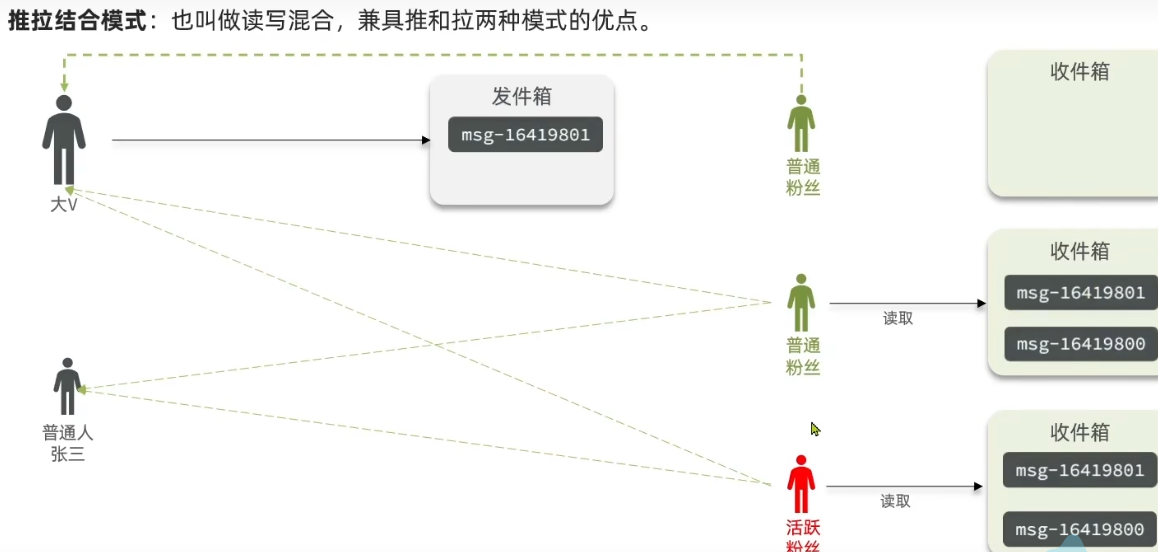 推拉结合模式：也叫做读写混合，兼具推和拉两种模式的优点。
发件箱
msg-16419801
大V
普通
粉丝
收件箱
普通人
张三
普通
粉丝
读取
收件箱
msg-16419801
msg-16419800
活跃
粉丝
读取
收件箱
msg-16419801
msg-16419800